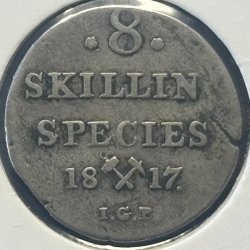 ·8·
SKILLIN
SPECIES
18 17.
I.G.P